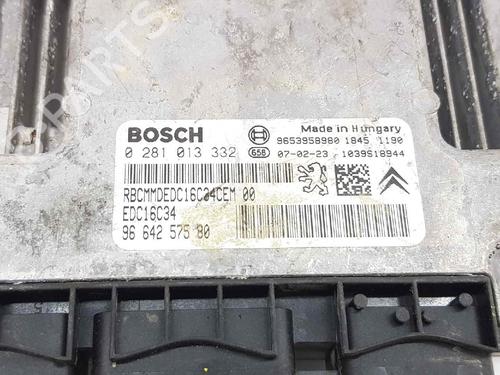 BOSCH
Made in Hungary
9653958980 1845 1190
0 281 013 332 G58 07-02-23 1039S18944
RBCMMDEDC16C34CEM 00
EDC16C34
96 642 575 80